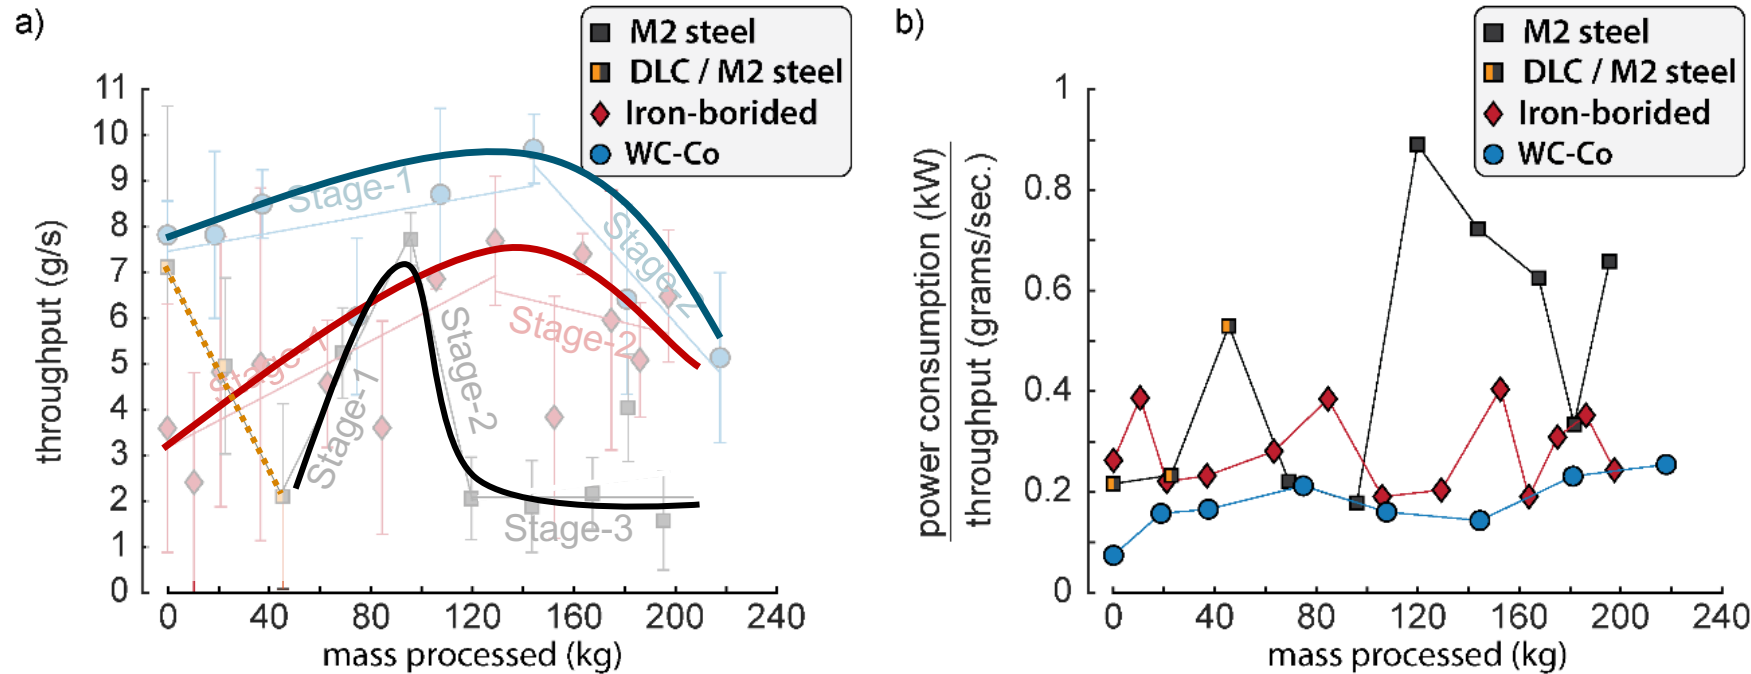 a)
M2 steel
DLC / M2 steel
Iron-borided
WC-Co
11
10
9
8
7
6
5
4
3
2
1
0
throughput (g/s)
Stage-1
Stage-2
Stage-1
Stage-2
Stage-1
Stage-2
Stage-3
0 40 80 120 160 200 240
mass processed (kg)
b)
M2 steel
DLC / M2 steel
Iron-borided
WC-Co
1
0.8
0.6
0.4
0.2
0
power consumption (kW)
throughput (grams/sec.)
0 40 80 120 160 200 240
mass processed (kg)